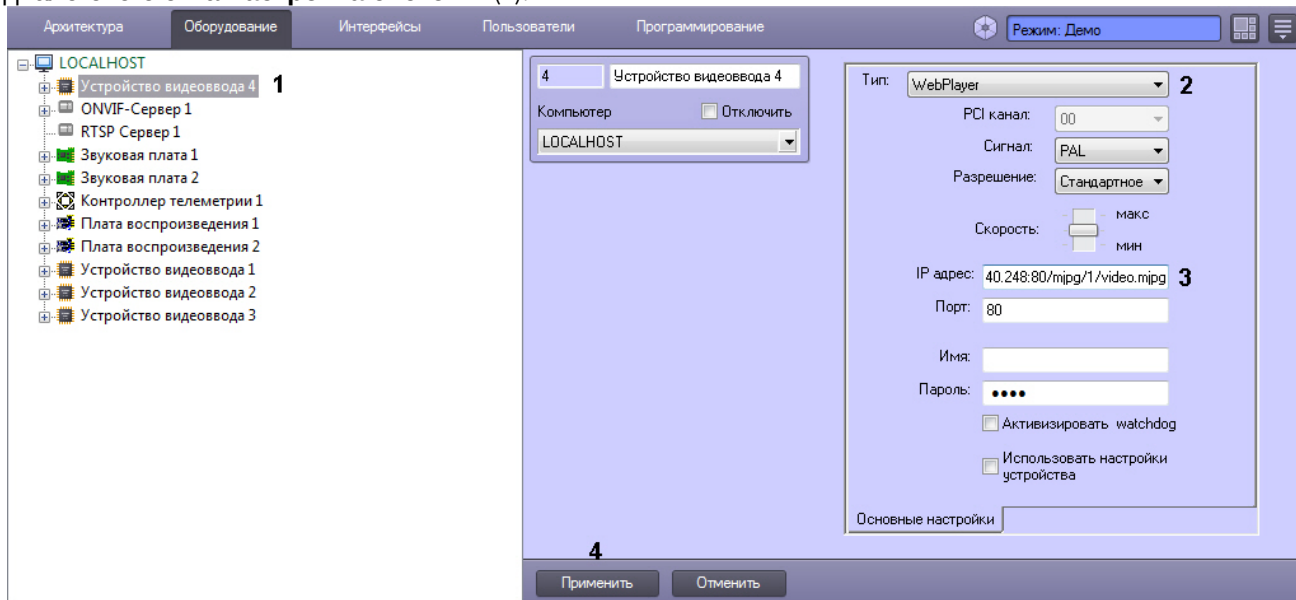 Архитектура Оборудование Интерфейсы Пользователи Программирование Режим: Демо
LOCALHOST
Устройство видеоввода 4 1
ONVIF-Сервер 1
RTSP Сервер 1
Звуковая плата 1
Звуковая плата 2
Контроллер телеметрии 1
Плата воспроизведения 1
Плата воспроизведения 2
Устройство видеоввода 1
Устройство видеоввода 2
Устройство видеоввода 3
4 Устройство видеоввода 4
Компьютер Отключить
LOCALHOST
Тип: WebPlayer 2
PCI канал: 00
Сигнал: PAL
Разрешение: Стандартное
макс
Скорость:
мин
IP адрес: 40.248:80/mjpg/1/video.mjpg 3
Порт: 80
Имя:
Пароль: ••••
Активизировать watchdog
Использовать настройки
устройства
Основные настройки
4
Применить Отменить